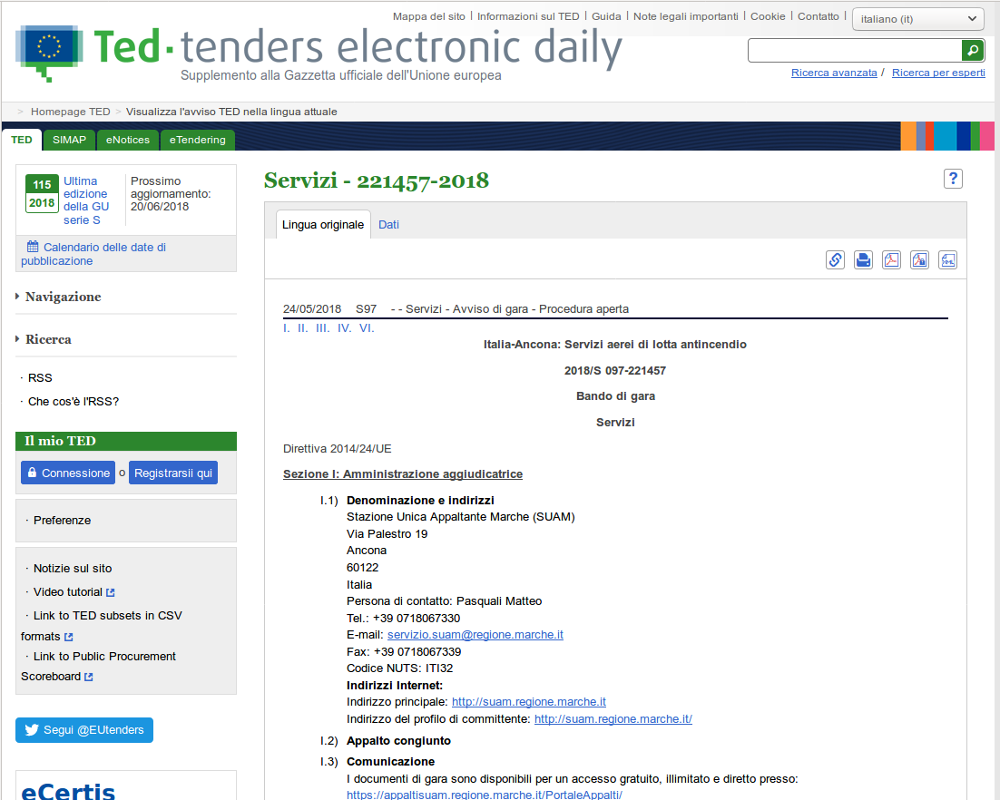 Mappa del sito | Informazioni sul TED | Guida | Note legali importanti | Cookie | Contatto | italiano (it)
Ted tenders electronic daily
Supplemento alla Gazzetta ufficiale dell'Unione europea
Ricerca avanzata / Ricerca per esperti
> Homepage TED > Visualizza l'avviso TED nella lingua attuale
TED SIMAP eNotices eTendering
115
2018
Ultima
edizione
della GU
serie S
Prossimo
aggiornamento:
20/06/2018
Calendario delle date di
pubblicazione
Navigazione
Ricerca
· RSS
· Che cos'è l'RSS?
Il mio TED
Connessione o Registrarsii qui
· Preferenze
· Notizie sul sito
· Video tutorial
· Link to TED subsets in CSV
formats
· Link to Public Procurement
Scoreboard
Segui @EUtenders
eCertis
Servizi - 221457-2018
?
Lingua originale Dati
24/05/2018 S97 - - Servizi - Avviso di gara - Procedura aperta
I. II. III. IV. VI.
Italia-Ancona: Servizi aerei di lotta antincendio
2018/S 097-221457
Bando di gara
Servizi
Direttiva 2014/24/UE
Sezione I: Amministrazione aggiudicatrice
I.1) Denominazione e indirizzi
Stazione Unica Appaltante Marche (SUAM)
Via Palestro 19
Ancona
60122
Italia
Persona di contatto: Pasquali Matteo
Tel.: +39 0718067330
E-mail: servizio.suam@regione.marche.it
Fax: +39 0718067339
Codice NUTS: ITI32
Indirizzi Internet:
Indirizzo principale: http://suam.regione.marche.it
Indirizzo del profilo di committente: http://suam.regione.marche.it/
I.2) Appalto congiunto
I.3) Comunicazione
I documenti di gara sono disponibili per un accesso gratuito, illimitato e diretto presso:
https://appaltisuam.regione.marche.it/PortaleAppalti/